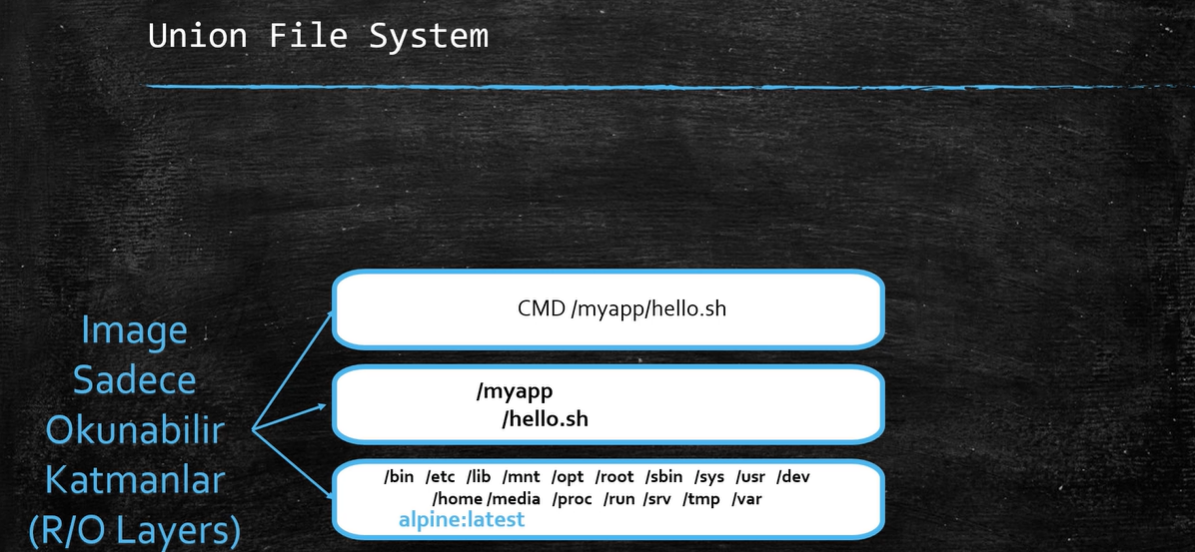 Union File System
CMD /myapp/hello.sh
Image
Sadece
Okunabilir
Katmanlar
(R/O Layers)
/myapp
/hello.sh
/bin /etc /lib /mnt /opt /root /sbin /sys /usr /dev
/home /media /proc /run /srv /tmp /var
alpine:latest